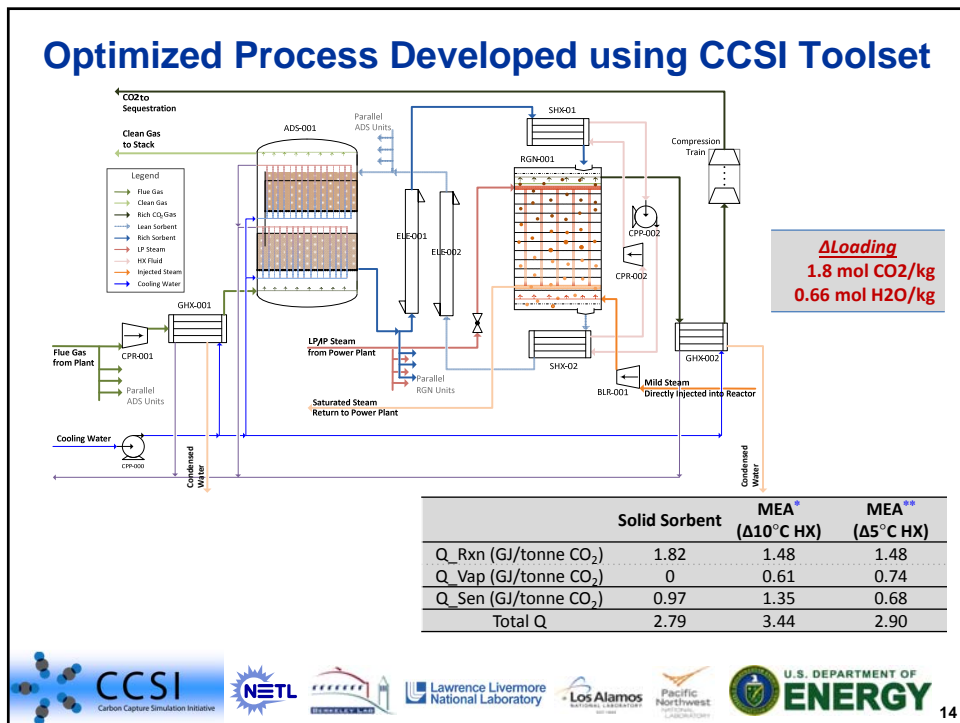 Optimized Process Developed using CCSI Toolset
CO2 to
Sequestration
Clean Gas
to Stack
ADS-001
Parallel
ADS Units
SHX-01
RGN-001
Compression
Train
Legend
Flue Gas
Clean Gas
Rich CO2 Gas
Lean Sorbent
Rich Sorbent
LP Steam
HX Fluid
Injected Steam
Cooling Water
ELE-001
ELE-002
CPP-002
CPR-002
ΔLoading
1.8 mol CO2/kg
0.66 mol H2O/kg
GHX-001
CPR-001
Flue Gas
from Plant
Parallel
ADS Units
LP/IP Steam
from Power Plant
Parallel
RGN Units
SHX-02
GHX-002
BLR-001
Mild Steam
Directly Injected into Reactor
Saturated Steam
Return to Power Plant
Cooling Water
CPP-000
Condensed
Water
Condensed
Water
Solid Sorbent MEA* (Δ10°C HX) MEA** (Δ5°C HX)
Q_Rxn (GJ/tonne CO2) 1.82 1.48 1.48
Q_Vap (GJ/tonne CO2) 0 0.61 0.74
Q_Sen (GJ/tonne CO2) 0.97 1.35 0.68
Total Q 2.79 3.44 2.90
CCSI
Carbon Capture Simulation Initiative
NETL
BERKELEY LAB
Lawrence Livermore
National Laboratory
Los Alamos
NATIONAL LABORATORY
Pacific
Northwest
NATIONAL LABORATORY
U.S. DEPARTMENT OF
ENERGY
14